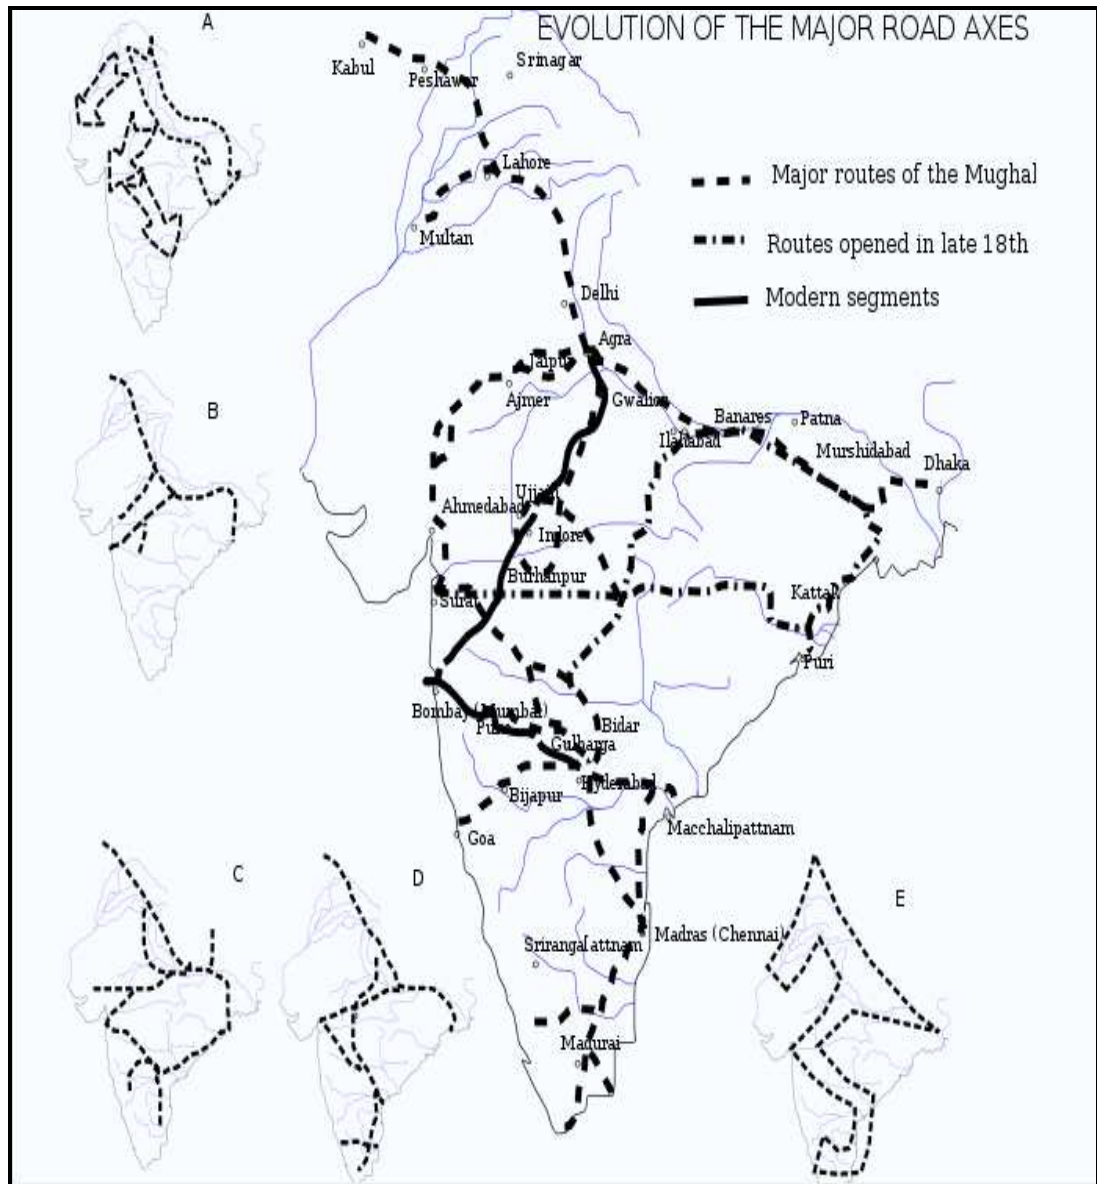 A
EVOLUTION OF THE MAJOR ROAD AXES
Kabul
Srinagar
Peshawar
Lahore
Major routes of the Mughal
Multan
Routes opened in late 18th
Delhi
Modern segments
Agra
Jaipur
Ajmer
B
Gwalior
Banares
Patna
Ilahabad
Murshidabad
Dhaka
Ujjain
Ahmedabad
Indore
Burhanpur
Surat
Kattak
Puri
Bombay (Mumbai)
Pune
Bidar
Gulbarga
Hyderabad
Bijapur
Macchalipattnam
Goa
C
D
E
Madras (Chennai)
Madurai